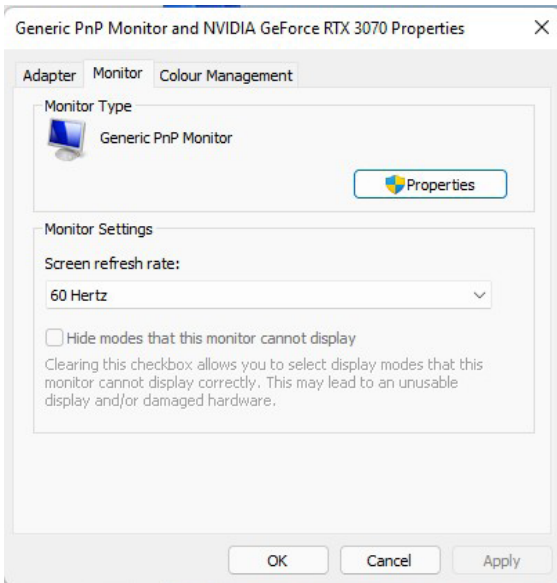 Generic PnP Monitor and NVIDIA GeForce RTX 3070 Properties
Adapter Monitor Colour Management
Monitor Type
Generic PnP Monitor
Properties
Monitor Settings
Screen refresh rate:
60 Hertz
Hide modes that this monitor cannot display
Clearing this checkbox allows you to select display modes that this
monitor cannot display correctly. This may lead to an unusable
display and/or damaged hardware.
OK Cancel Apply